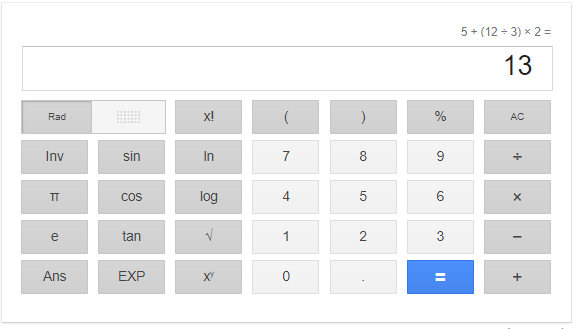 5 + (12 ÷ 3) × 2 =
13
Rad x! ( ) % AC
Inv sin ln 7 8 9 ÷
π cos log 4 5 6 ×
e tan √ 1 2 3 −
Ans EXP xʸ 0 . = +